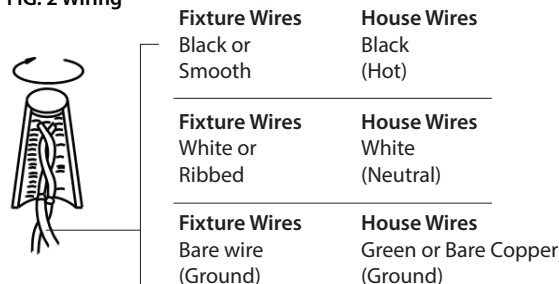 FIG. 2 Wiring
Fixture Wires House Wires
Black or Black
Smooth (Hot)
Fixture Wires House Wires
White or White
Ribbed (Neutral)
Fixture Wires House Wires
Bare wire Green or Bare Copper
(Ground) (Ground)